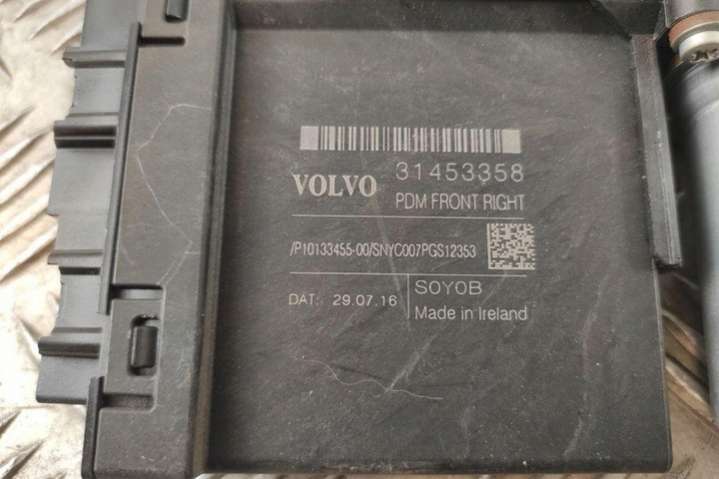 VOLVO 31453358
PDM FRONT RIGHT
/P10133455-00/SNYC007PGS12353
DAT: 29.07.16
SOYOB
Made in Ireland